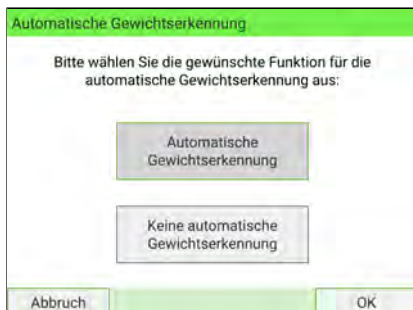 Automatische Gewichtserkennung
Bitte wählen Sie die gewünschte Funktion für die
automatische Gewichtserkennung aus:
Automatische
Gewichtserkennung
Keine automatische
Gewichtserkennung
Abbruch
OK